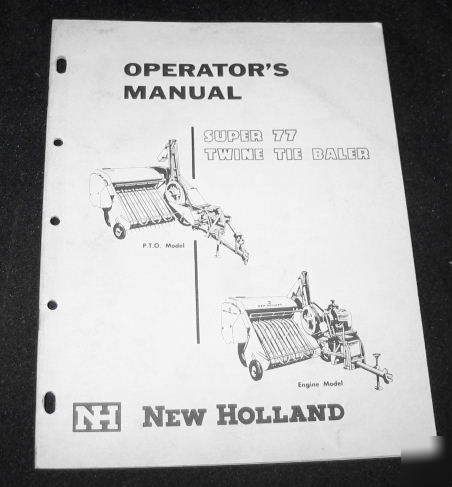 OPERATOR'S
MANUAL
SUPER 77
TWINE TIE BALER
P.T.O. Model
Engine Model
NH NEW HOLLAND